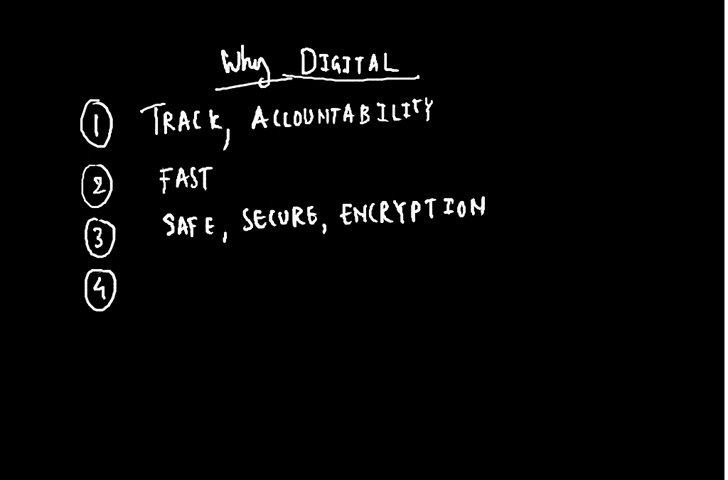 Why DIGITAL
1 TRACK, ACCOUNTABILITY
2 FAST
3 SAFE, SECURE, ENCRYPTION
4